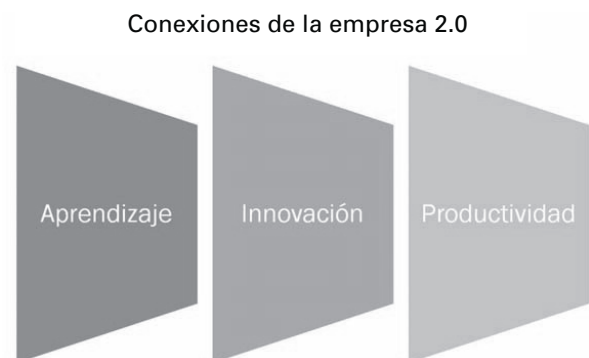 Conexiones de la empresa 2.0
Aprendizaje
Innovación
Productividad